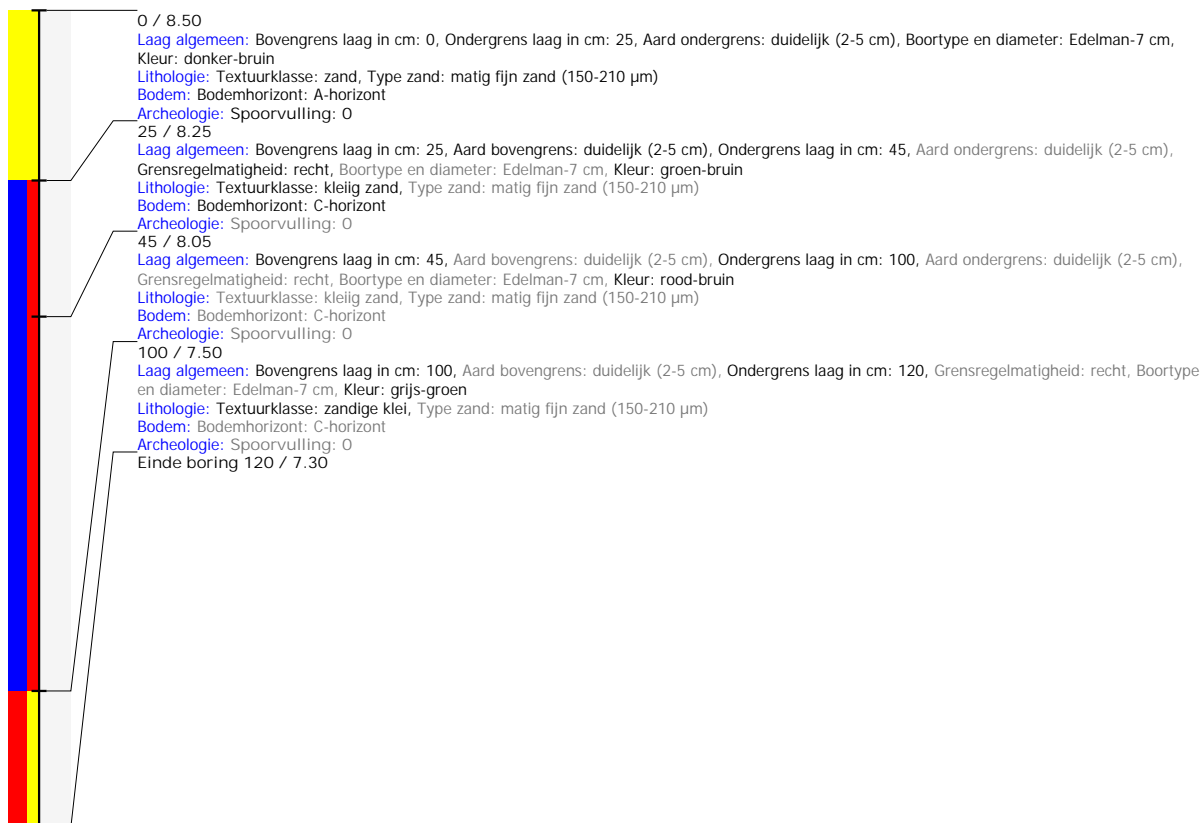 0 / 8.50
Laag algemeen: Bovengrens laag in cm: 0, Ondergrens laag in cm: 25, Aard ondergrens: duidelijk (2-5 cm), Boortype en diameter: Edelman-7 cm,
Kleur: donker-bruin
Lithologie: Textuurklasse: zand, Type zand: matig fijn zand (150-210 µm)
Bodem: Bodemhorizont: A-horizont
Archeologie: Spoorvulling: 0
25 / 8.25
Laag algemeen: Bovengrens laag in cm: 25, Aard bovengrens: duidelijk (2-5 cm), Ondergrens laag in cm: 45, Aard ondergrens: duidelijk (2-5 cm),
Grensregelmatigheid: recht, Boortype en diameter: Edelman-7 cm, Kleur: groen-bruin
Lithologie: Textuurklasse: kleiig zand, Type zand: matig fijn zand (150-210 µm)
Bodem: Bodemhorizont: C-horizont
Archeologie: Spoorvulling: 0
45 / 8.05
Laag algemeen: Bovengrens laag in cm: 45, Aard bovengrens: duidelijk (2-5 cm), Ondergrens laag in cm: 100, Aard ondergrens: duidelijk (2-5 cm),
Grensregelmatigheid: recht, Boortype en diameter: Edelman-7 cm, Kleur: rood-bruin
Lithologie: Textuurklasse: kleiig zand, Type zand: matig fijn zand (150-210 µm)
Bodem: Bodemhorizont: C-horizont
Archeologie: Spoorvulling: 0
100 / 7.50
Laag algemeen: Bovengrens laag in cm: 100, Aard bovengrens: duidelijk (2-5 cm), Ondergrens laag in cm: 120, Grensregelmatigheid: recht, Boortype
en diameter: Edelman-7 cm, Kleur: grijs-groen
Lithologie: Textuurklasse: zandige klei, Type zand: matig fijn zand (150-210 µm)
Bodem: Bodemhorizont: C-horizont
Archeologie: Spoorvulling: 0
Einde boring 120 / 7.30